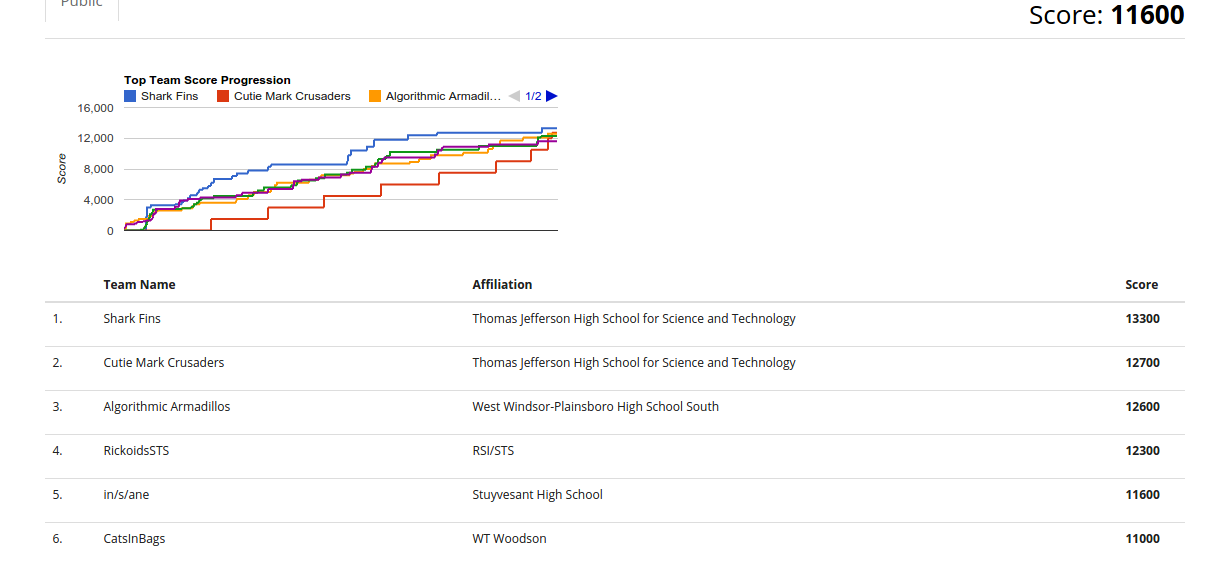 Public
Score: 11600
Top Team Score Progression
Shark Fins Cutie Mark Crusaders Algorithmic Armadil... 1/2
16,000
12,000
8,000
4,000
0
Score
Team Name Affiliation Score
1. Shark Fins Thomas Jefferson High School for Science and Technology 13300
2. Cutie Mark Crusaders Thomas Jefferson High School for Science and Technology 12700
3. Algorithmic Armadillos West Windsor-Plainsboro High School South 12600
4. RickoidsSTS RSI/STS 12300
5. in/s/ane Stuyvesant High School 11600
6. CatsInBags WT Woodson 11000